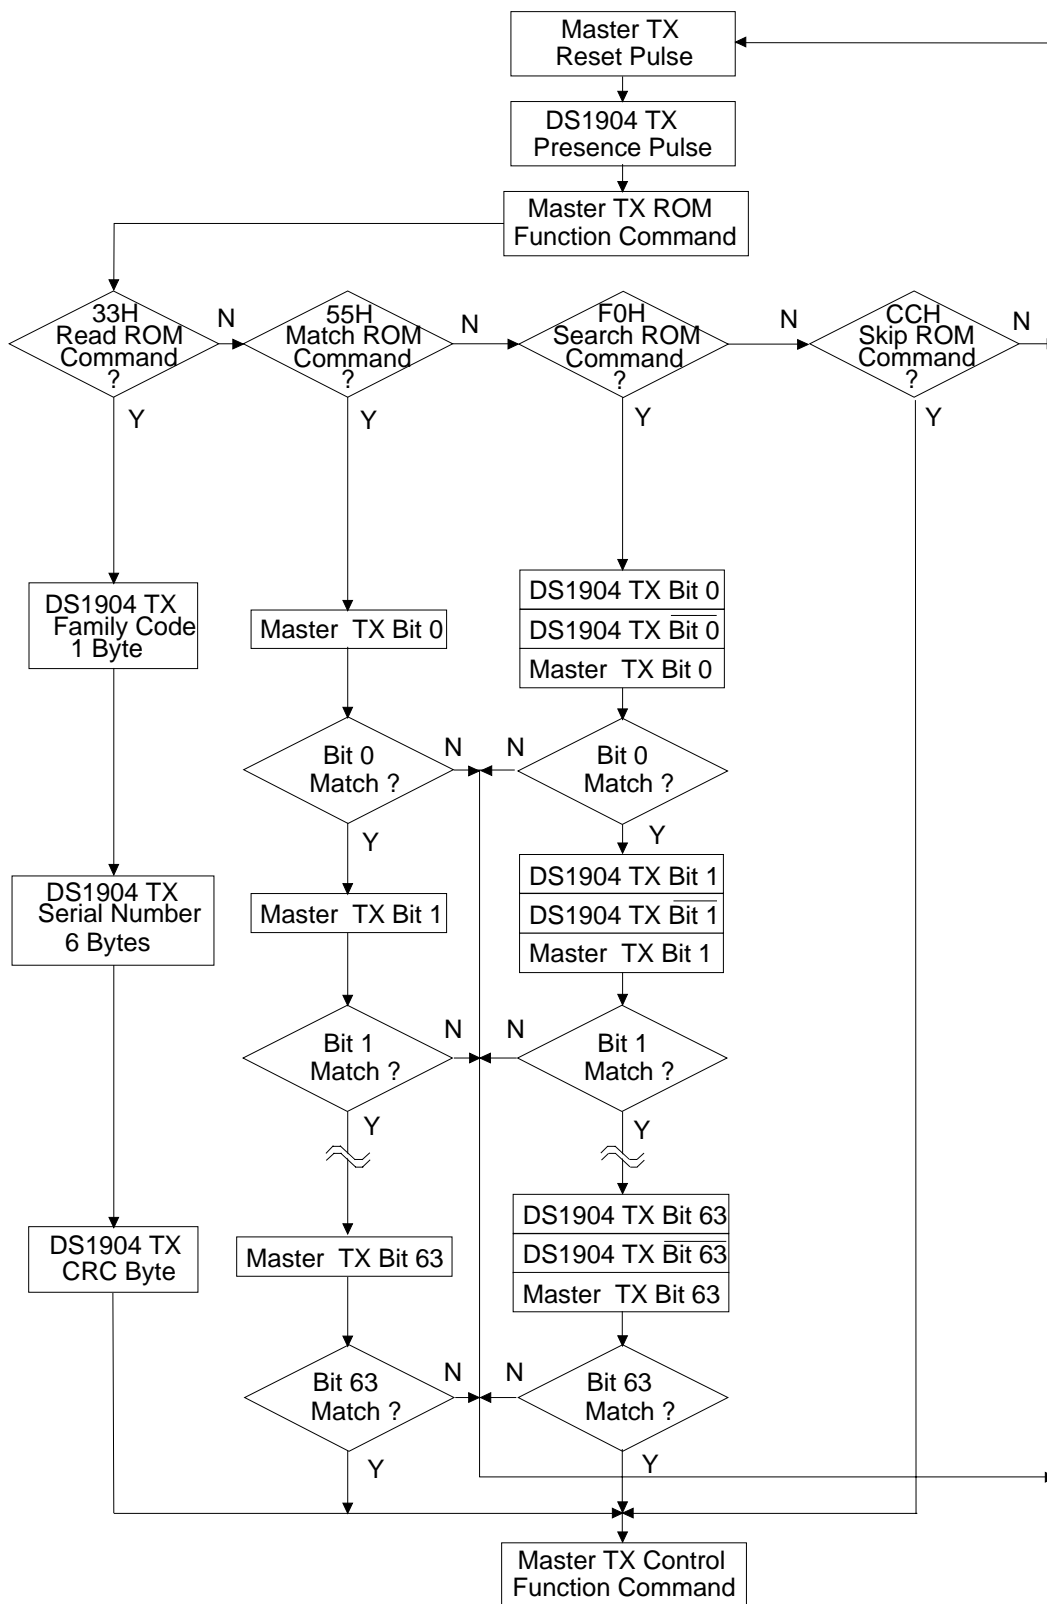 Master TX
Reset Pulse
DS1904 TX
Presence Pulse
Master TX ROM
Function Command
33H
Read ROM
Command
?
N
Y
55H
Match ROM
Command
?
N
Y
F0H
Search ROM
Command
?
N
Y
CCH
Skip ROM
Command
?
N
Y
DS1904 TX
Family Code
1 Byte
DS1904 TX
Serial Number
6 Bytes
DS1904 TX
CRC Byte
Master TX Bit 0
Bit 0
Match ?
N
Y
Master TX Bit 1
Bit 1
Match ?
N
Y
Master TX Bit 63
Bit 63
Match ?
N
Y
DS1904 TX Bit 0
DS1904 TX B̅i̅t̅ ̅0̅
Master TX Bit 0
Bit 0
Match ?
N
Y
DS1904 TX Bit 1
DS1904 TX B̅i̅t̅ ̅1̅
Master TX Bit 1
Bit 1
Match ?
N
Y
DS1904 TX Bit 63
DS1904 TX B̅i̅t̅ ̅6̅3̅
Master TX Bit 63
Bit 63
Match ?
N
Y
Master TX Control
Function Command